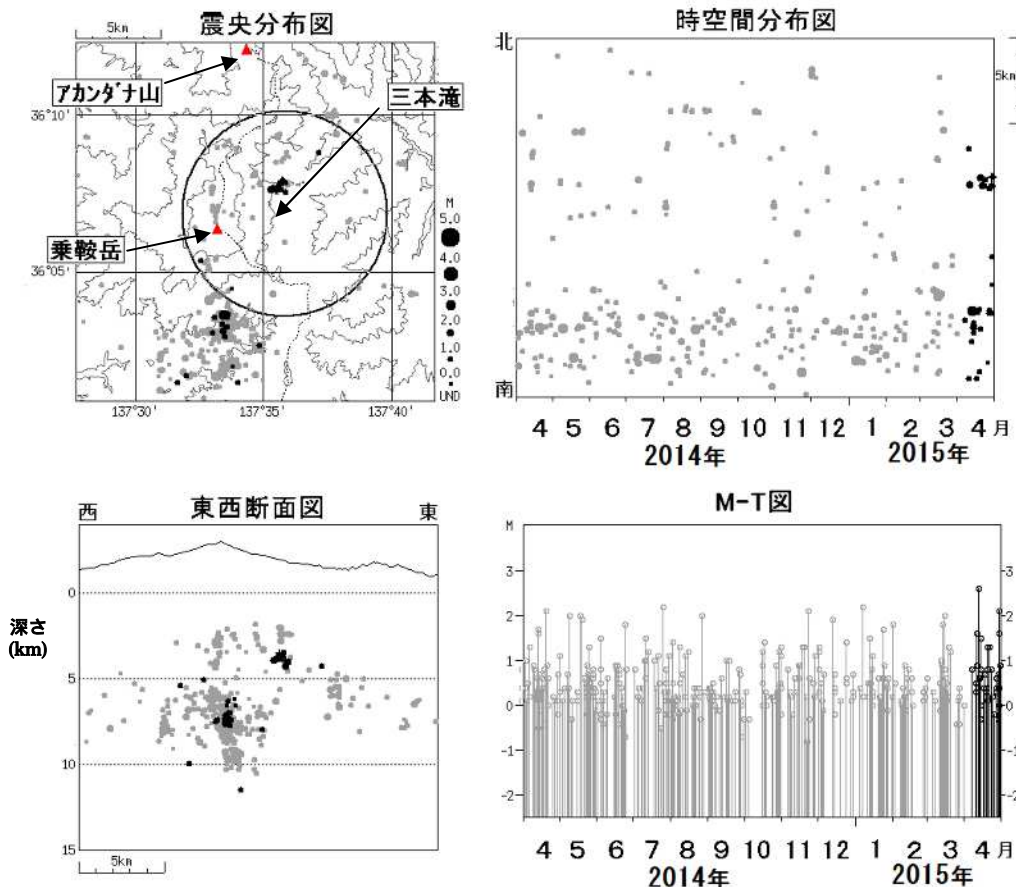 震央分布図
5km
アカンダナ山
三本滝
乗鞍岳
36°10'
36°05'
137°30' 137°35' 137°40'
M
5.0
4.0
3.0
2.0
1.0
0.0
UND
時空間分布図
北
南
5km
4 5 6 7 8 9 10 11 12 1 2 3 4 月
2014年 2015年
東西断面図
西 東
深さ
(km)
0
5
10
15
5km
M-T図
M
3 3
2 2
1 1
0 0
-1 -1
-2 -2
4 5 6 7 8 9 10 11 12 1 2 3 4 月
2014年 2015年